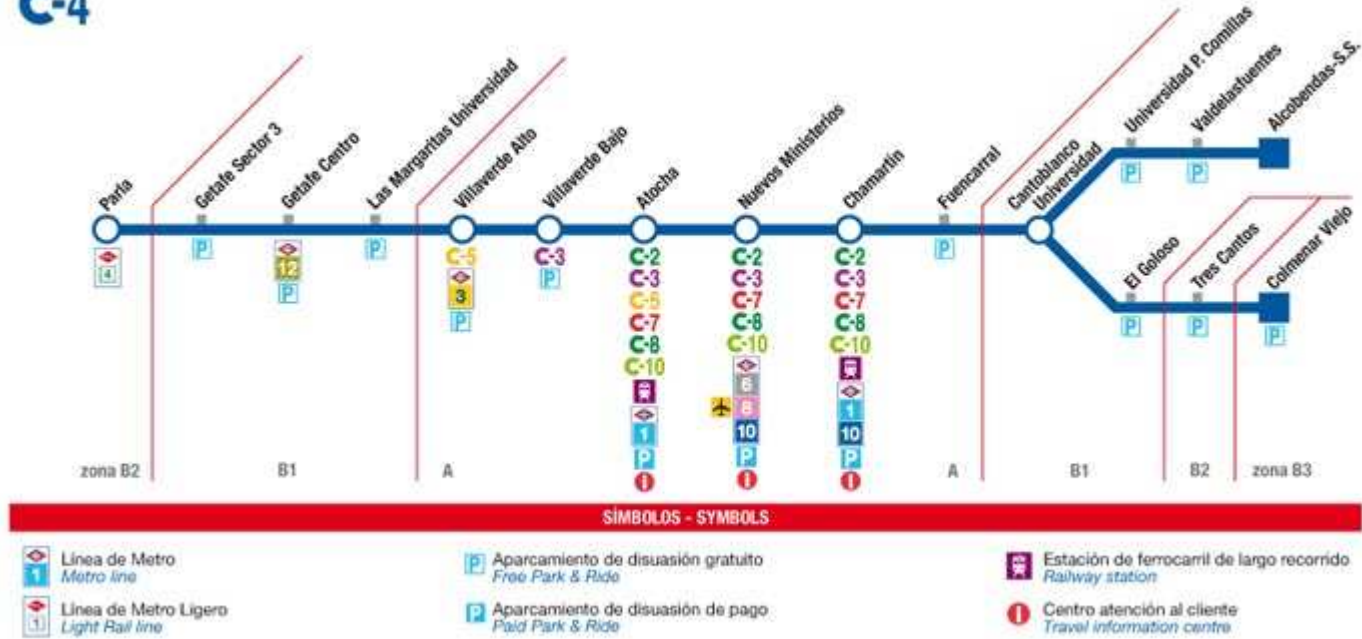 C-4
Parla
Getafe Sector 3
Getafe Centro
Las Margaritas Universidad
Villaverde Alto
Villaverde Bajo
Atocha
Nuevos Ministerios
Chamartín
Fuencarral
Cantoblanco
Universidad
Universidad P. Comillas
Valdelasfuentes
Alcobendas-S.S.
El Goloso
Tres Cantos
Colmenar Viejo
4
P
12
P
P
C-5
3
P
C-3
P
C-2
C-3
C-5
C-7
C-8
C-10
1
P
C-2
C-3
C-7
C-8
C-10
6
8
10
P
C-2
C-3
C-7
C-8
C-10
1
10
P
P
P
P
P
P
P
zona B2
B1
A
A
B1
B2
zona B3
SÍMBOLOS - SYMBOLS
1
Línea de Metro
Metro line
1
Línea de Metro Ligero
Light Rail line
P
Aparcamiento de disuasión gratuito
Free Park & Ride
P
Aparcamiento de disuasión de pago
Paid Park & Ride
Estación de ferrocarril de largo recorrido
Railway station
Centro atención al cliente
Travel information centre